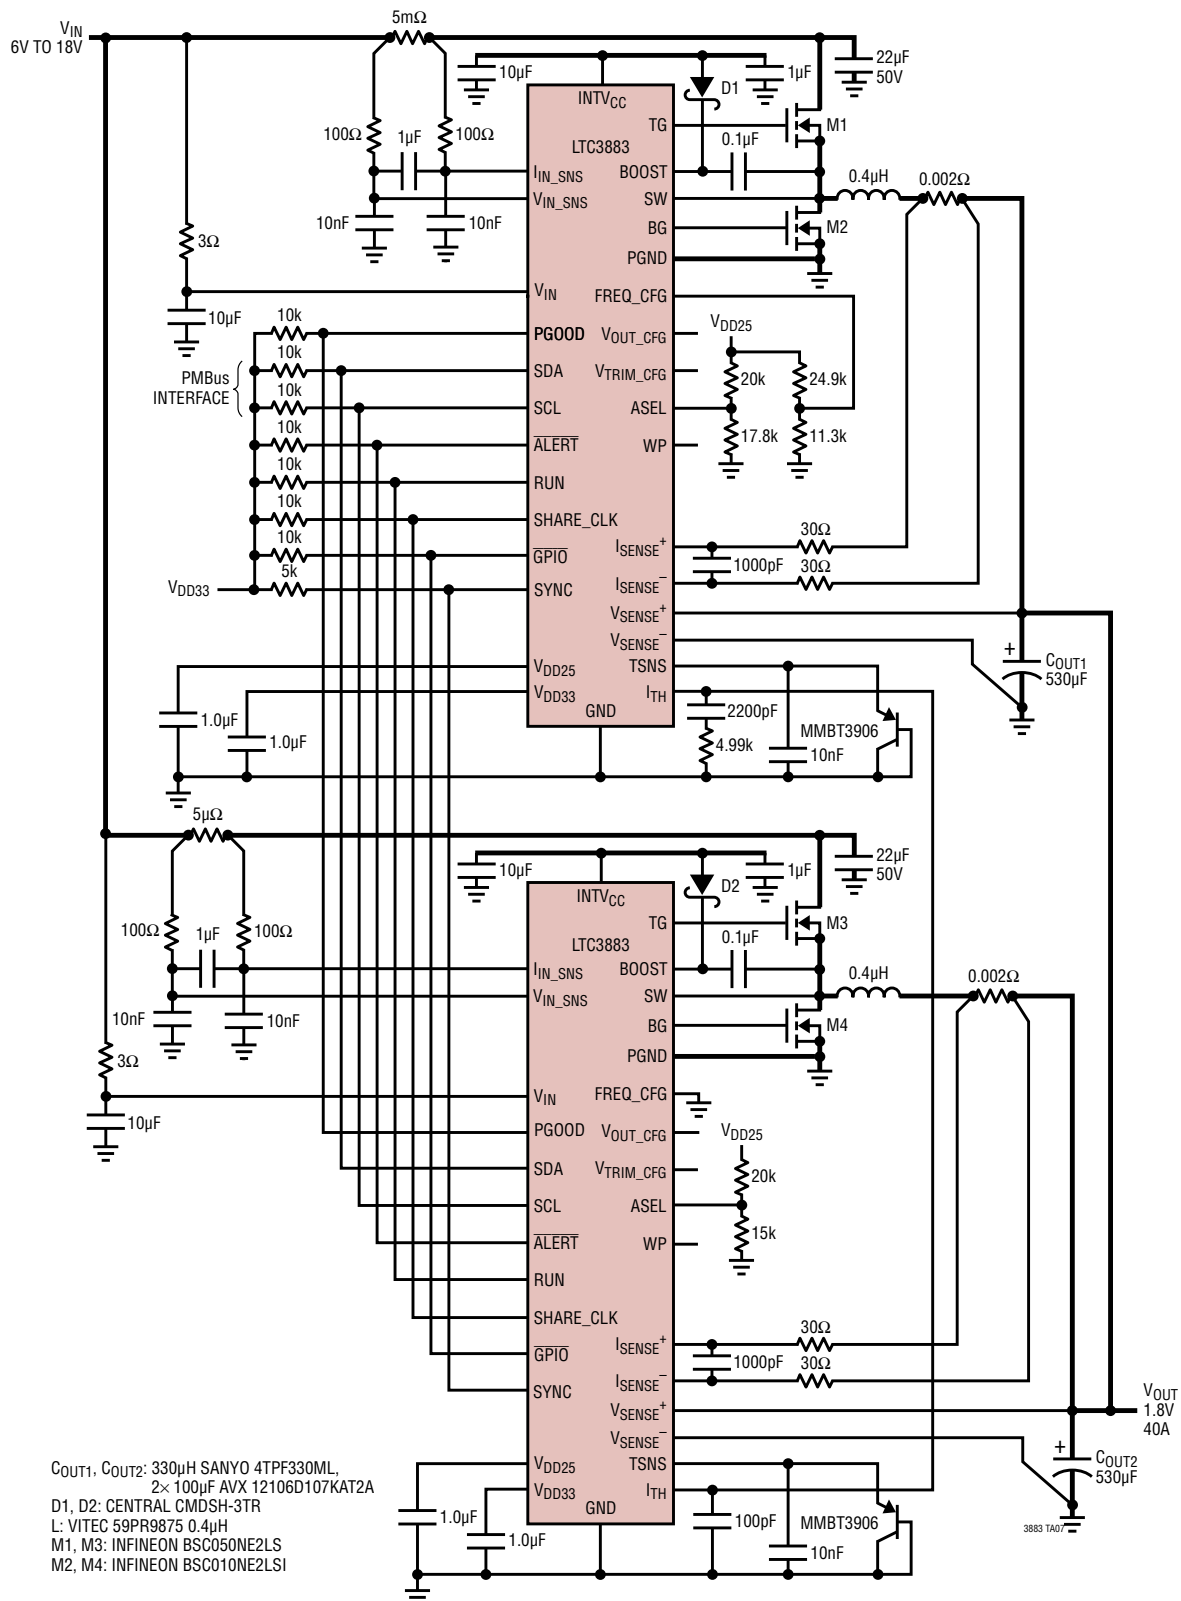 VIN
6V TO 18V
5mΩ
10µF
1µF
22µF
50V
D1
INTVCC
LTC3883
TG
M1
100Ω
1µF
100Ω
0.1µF
IIN_SNS
BOOST
0.4µH
0.002Ω
VIN_SNS
SW
10nF
10nF
BG
M2
3Ω
PGND
VIN
FREQ_CFG
10µF
10k
PGOOD
VOUT_CFG
VDD25
10k
PMBus
INTERFACE
SDA
VTRIM_CFG
20k
24.9k
10k
SCL
ASEL
10k
ALERT
WP
17.8k
11.3k
10k
RUN
10k
SHARE_CLK
30Ω
10k
GPIO
ISENSE+
1000pF
5k
30Ω
VDD33
SYNC
ISENSE–
VSENSE+
VSENSE–
+
COUT1
530µF
VDD25
TSNS
VDD33
ITH
GND
1.0µF
1.0µF
2200pF
4.99k
MMBT3906
10nF
5µΩ
10µF
1µF
22µF
50V
D2
INTVCC
LTC3883
TG
M3
100Ω
1µF
100Ω
0.1µF
IIN_SNS
BOOST
0.4µH
0.002Ω
VIN_SNS
SW
10nF
10nF
BG
M4
3Ω
PGND
VIN
FREQ_CFG
10µF
PGOOD
VOUT_CFG
VDD25
SDA
VTRIM_CFG
20k
SCL
ASEL
15k
ALERT
WP
RUN
SHARE_CLK
30Ω
GPIO
ISENSE+
1000pF
30Ω
SYNC
ISENSE–
VSENSE+
VOUT
1.8V
40A
VSENSE–
+
COUT2
530µF
VDD25
TSNS
VDD33
ITH
GND
1.0µF
1.0µF
100pF
MMBT3906
10nF
3883 TA07
COUT1, COUT2: 330µH SANYO 4TPF330ML,
2× 100µF AVX 12106D107KAT2A
D1, D2: CENTRAL CMDSH-3TR
L: VITEC 59PR9875 0.4µH
M1, M3: INFINEON BSC050NE2LS
M2, M4: INFINEON BSC010NE2LSI